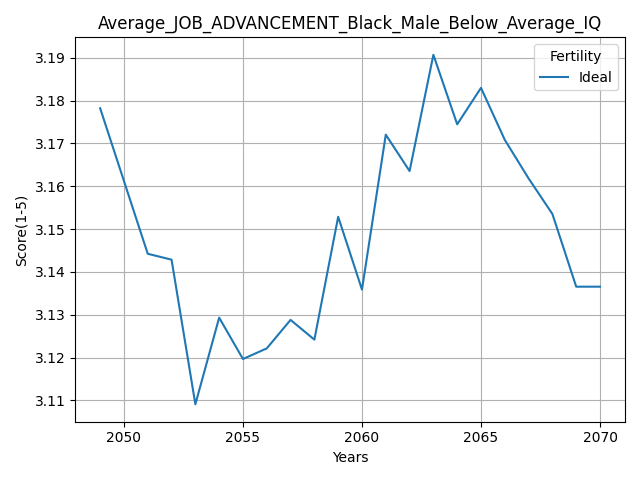 Average_JOB_ADVANCEMENT_Black_Male_Below_Average_IQ
Fertility
Ideal
Score(1-5)
3.19
3.18
3.17
3.16
3.15
3.14
3.13
3.12
3.11
2050 2055 2060 2065 2070
Years